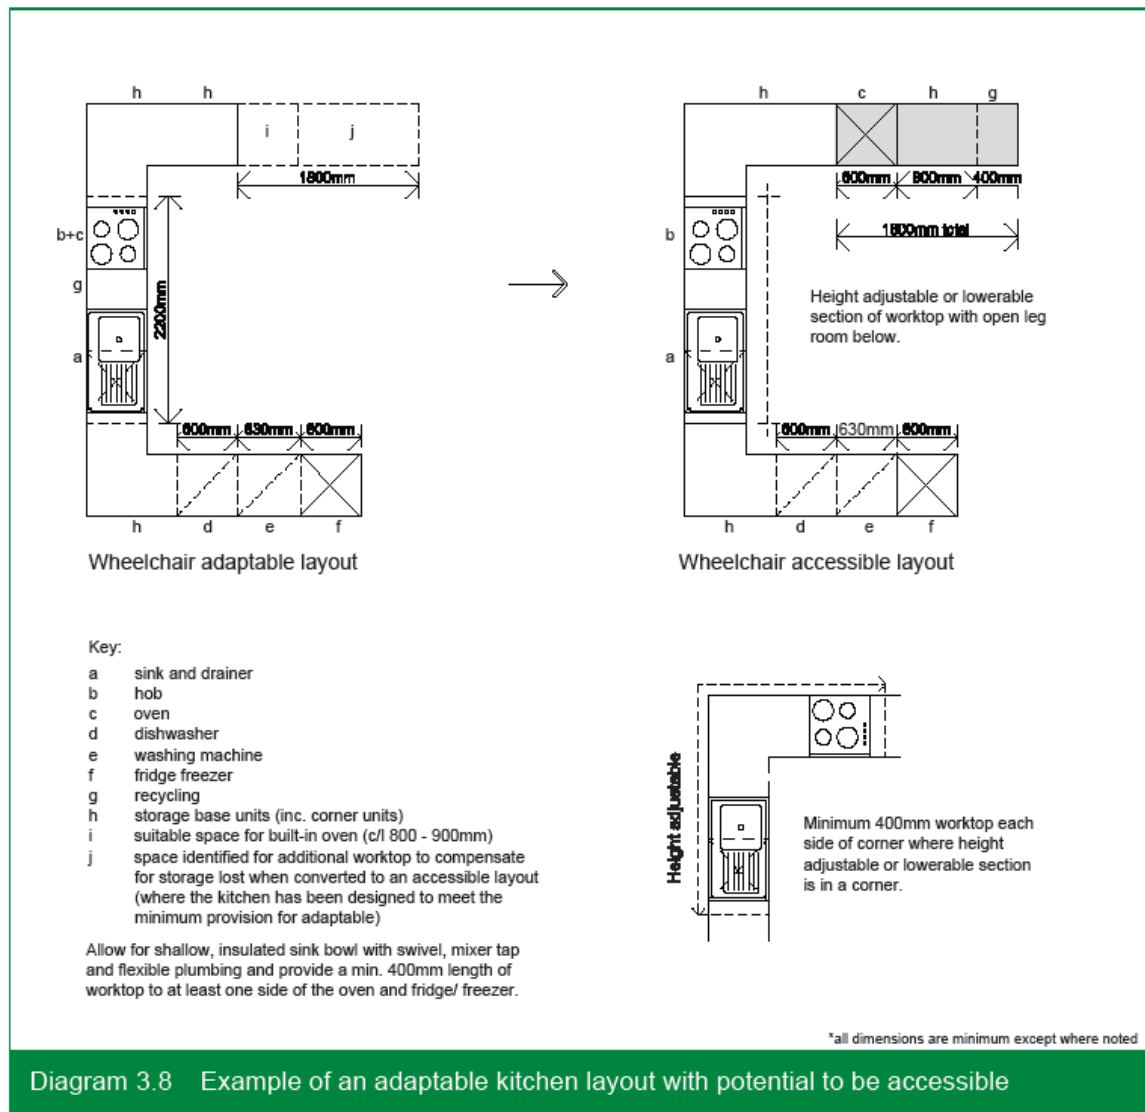 h h
i j
1800mm
b+c
g
2200mm
a
600mm 630mm 600mm
h d e f
Wheelchair adaptable layout
h c h g
600mm 800mm 400mm
1800mm total
b
Height adjustable or lowerable
section of worktop with open leg
room below.
a
600mm 630mm 600mm
h d e f
Wheelchair accessible layout
Key:
a sink and drainer
b hob
c oven
d dishwasher
e washing machine
f fridge freezer
g recycling
h storage base units (inc. corner units)
i suitable space for built-in oven (c/l 800 - 900mm)
j space identified for additional worktop to compensate
for storage lost when converted to an accessible layout
(where the kitchen has been designed to meet the
minimum provision for adaptable)
Allow for shallow, insulated sink bowl with swivel, mixer tap
and flexible plumbing and provide a min. 400mm length of
worktop to at least one side of the oven and fridge/ freezer.
Height adjustable
Minimum 400mm worktop each
side of corner where height
adjustable or lowerable section
is in a corner.
*all dimensions are minimum except where noted
Diagram 3.8 Example of an adaptable kitchen layout with potential to be accessible